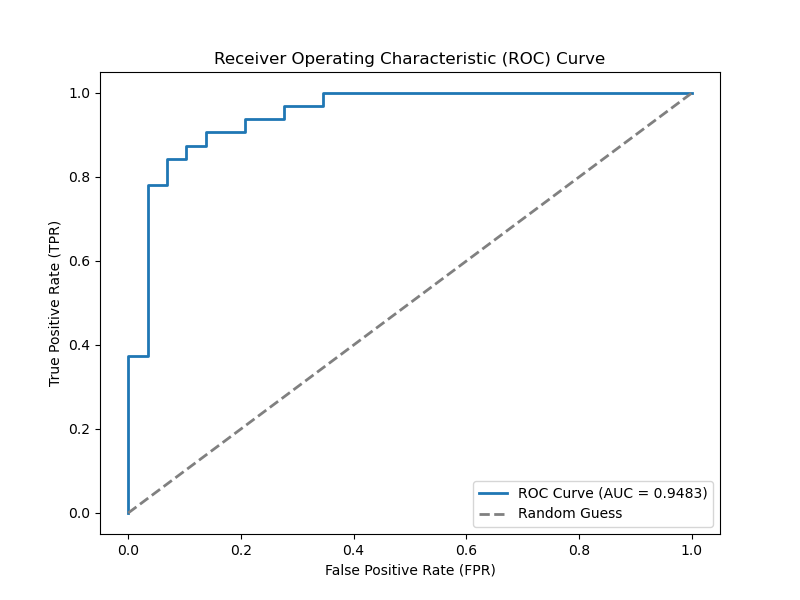 Receiver Operating Characteristic (ROC) Curve
True Positive Rate (TPR)
1.0
0.8
0.6
0.4
0.2
0.0
0.0 0.2 0.4 0.6 0.8 1.0
False Positive Rate (FPR)
ROC Curve (AUC = 0.9483)
Random Guess